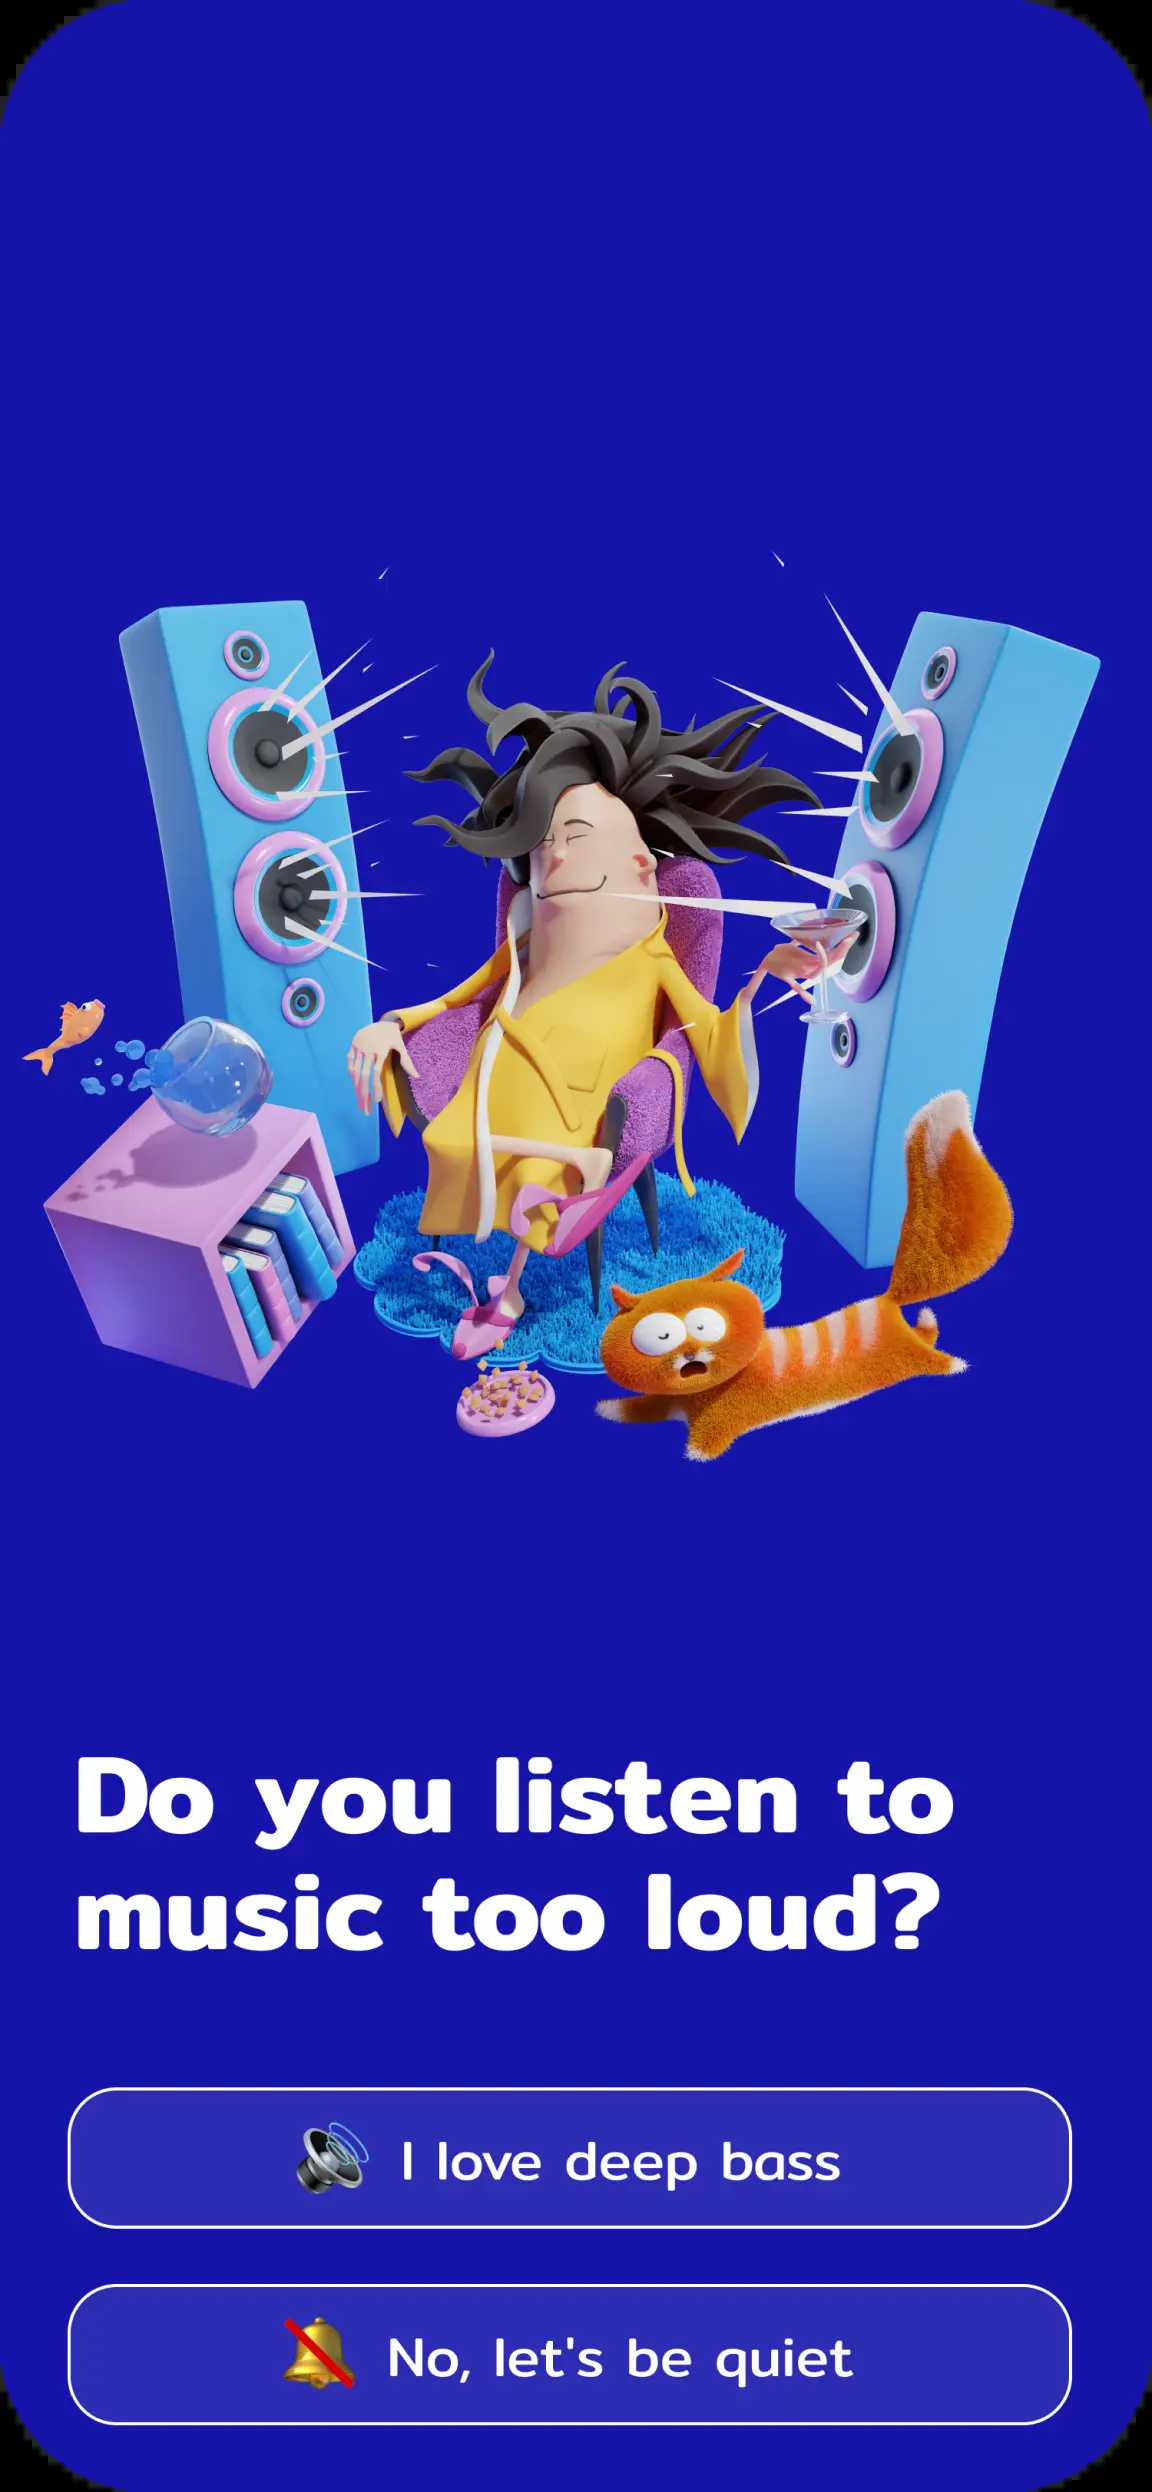 Do you listen to
music too loud?
I love deep bass
No, let's be quiet